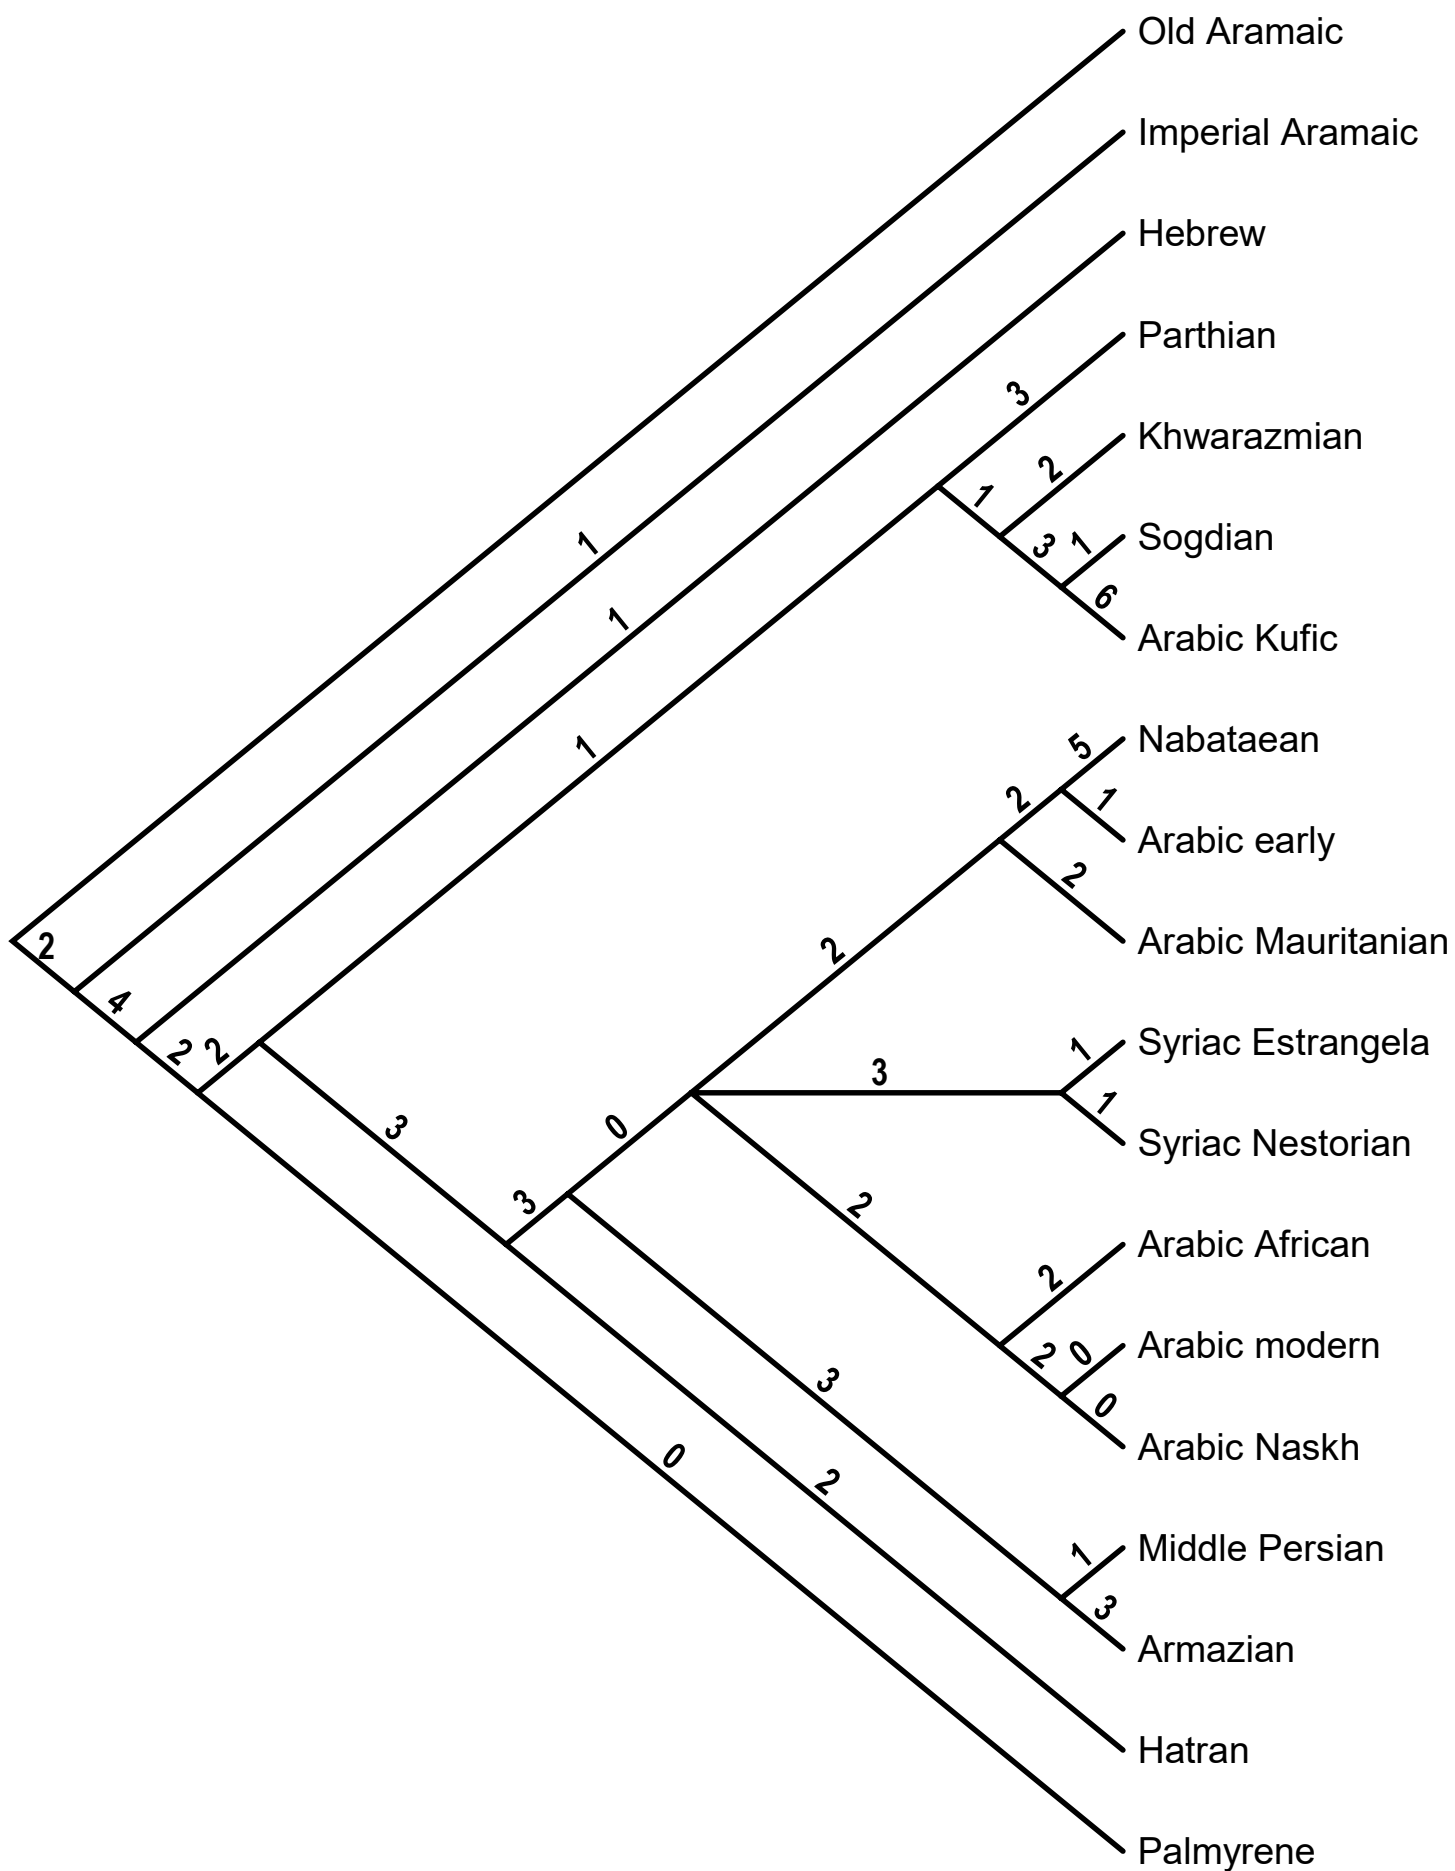 Old Aramaic
Imperial Aramaic
Hebrew
Parthian
3
Khwarazmian
2
1
Sogdian
1
3
1
6
Arabic Kufic
1
Nabataean
5
1
2
1
Arabic early
2
Arabic Mauritanian
2
2
4
Syriac Estrangela
1
2
2
3
1
Syriac Nestorian
0
3
2
3
Arabic African
2
Arabic modern
0
2
3
0
Arabic Naskh
0
2
Middle Persian
1
3
Armazian
Hatran
Palmyrene